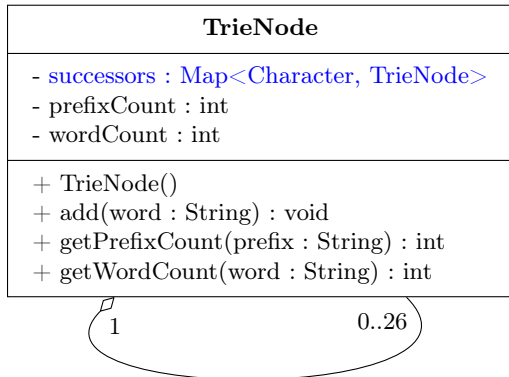 TrieNode
- successors : Map<Character, TrieNode>
- prefixCount : int
- wordCount : int
+ TrieNode()
+ add(word : String) : void
+ getPrefixCount(prefix : String) : int
+ getWordCount(word : String) : int
1 0..26